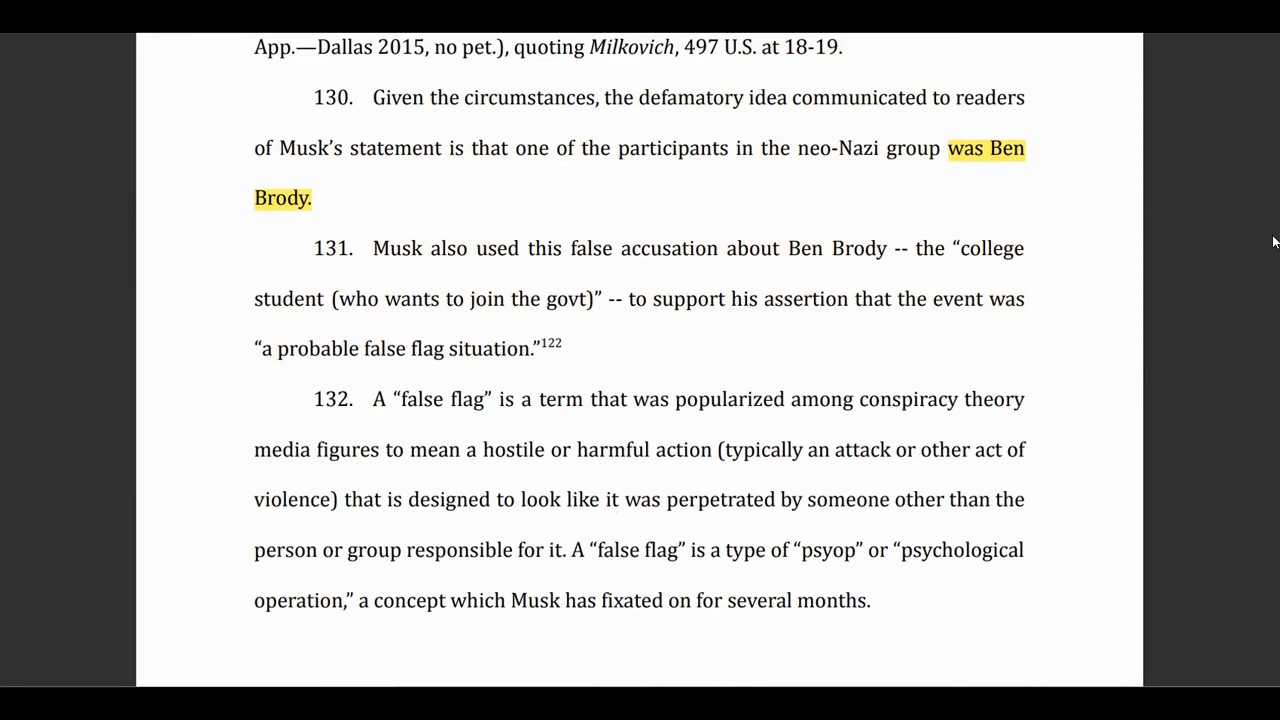 App.—Dallas 2015, no pet.), quoting Milkovich, 497 U.S. at 18-19.
130. Given the circumstances, the defamatory idea communicated to readers
of Musk’s statement is that one of the participants in the neo-Nazi group was Ben
Brody.
131. Musk also used this false accusation about Ben Brody -- the “college
student (who wants to join the govt)” -- to support his assertion that the event was
“a probable false flag situation.”122
132. A “false flag” is a term that was popularized among conspiracy theory
media figures to mean a hostile or harmful action (typically an attack or other act of
violence) that is designed to look like it was perpetrated by someone other than the
person or group responsible for it. A “false flag” is a type of “psyop” or “psychological
operation,” a concept which Musk has fixated on for several months.